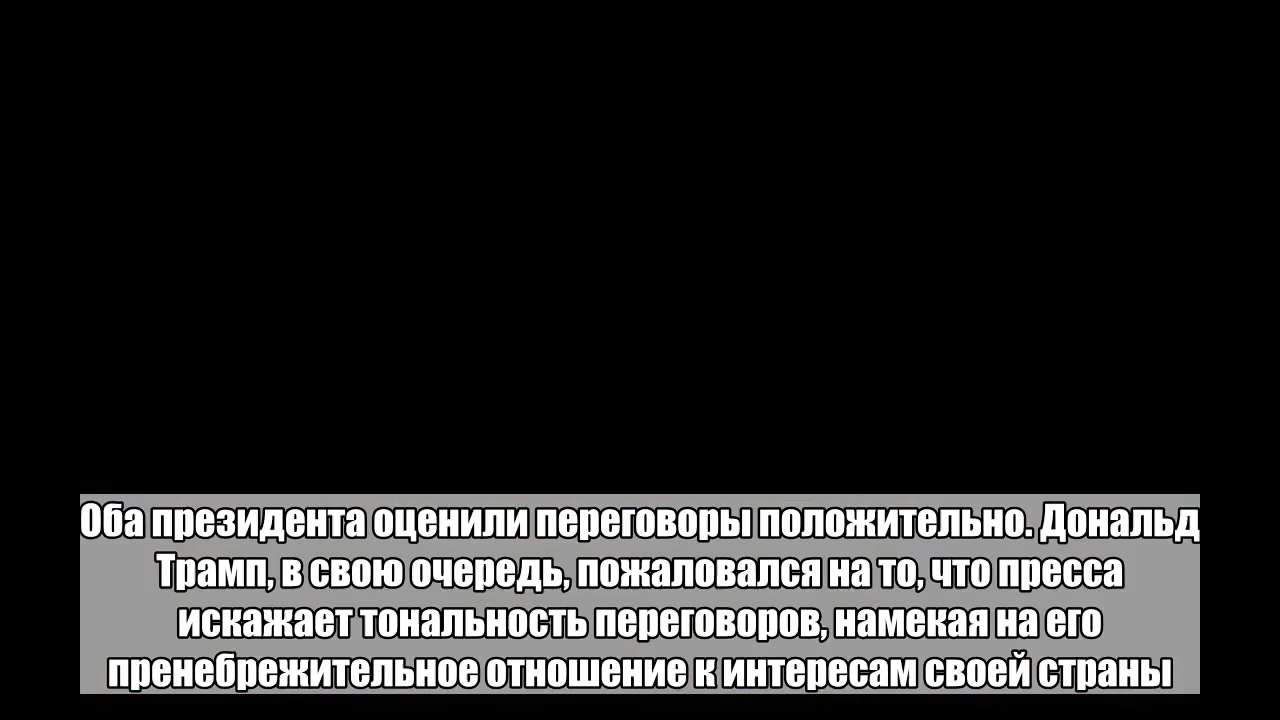 Оба президента оценили переговоры положительно. Дональд
Трамп, в свою очередь, пожаловался на то, что пресса
искажает тональность переговоров, намекая на его
пренебрежительное отношение к интересам своей страны